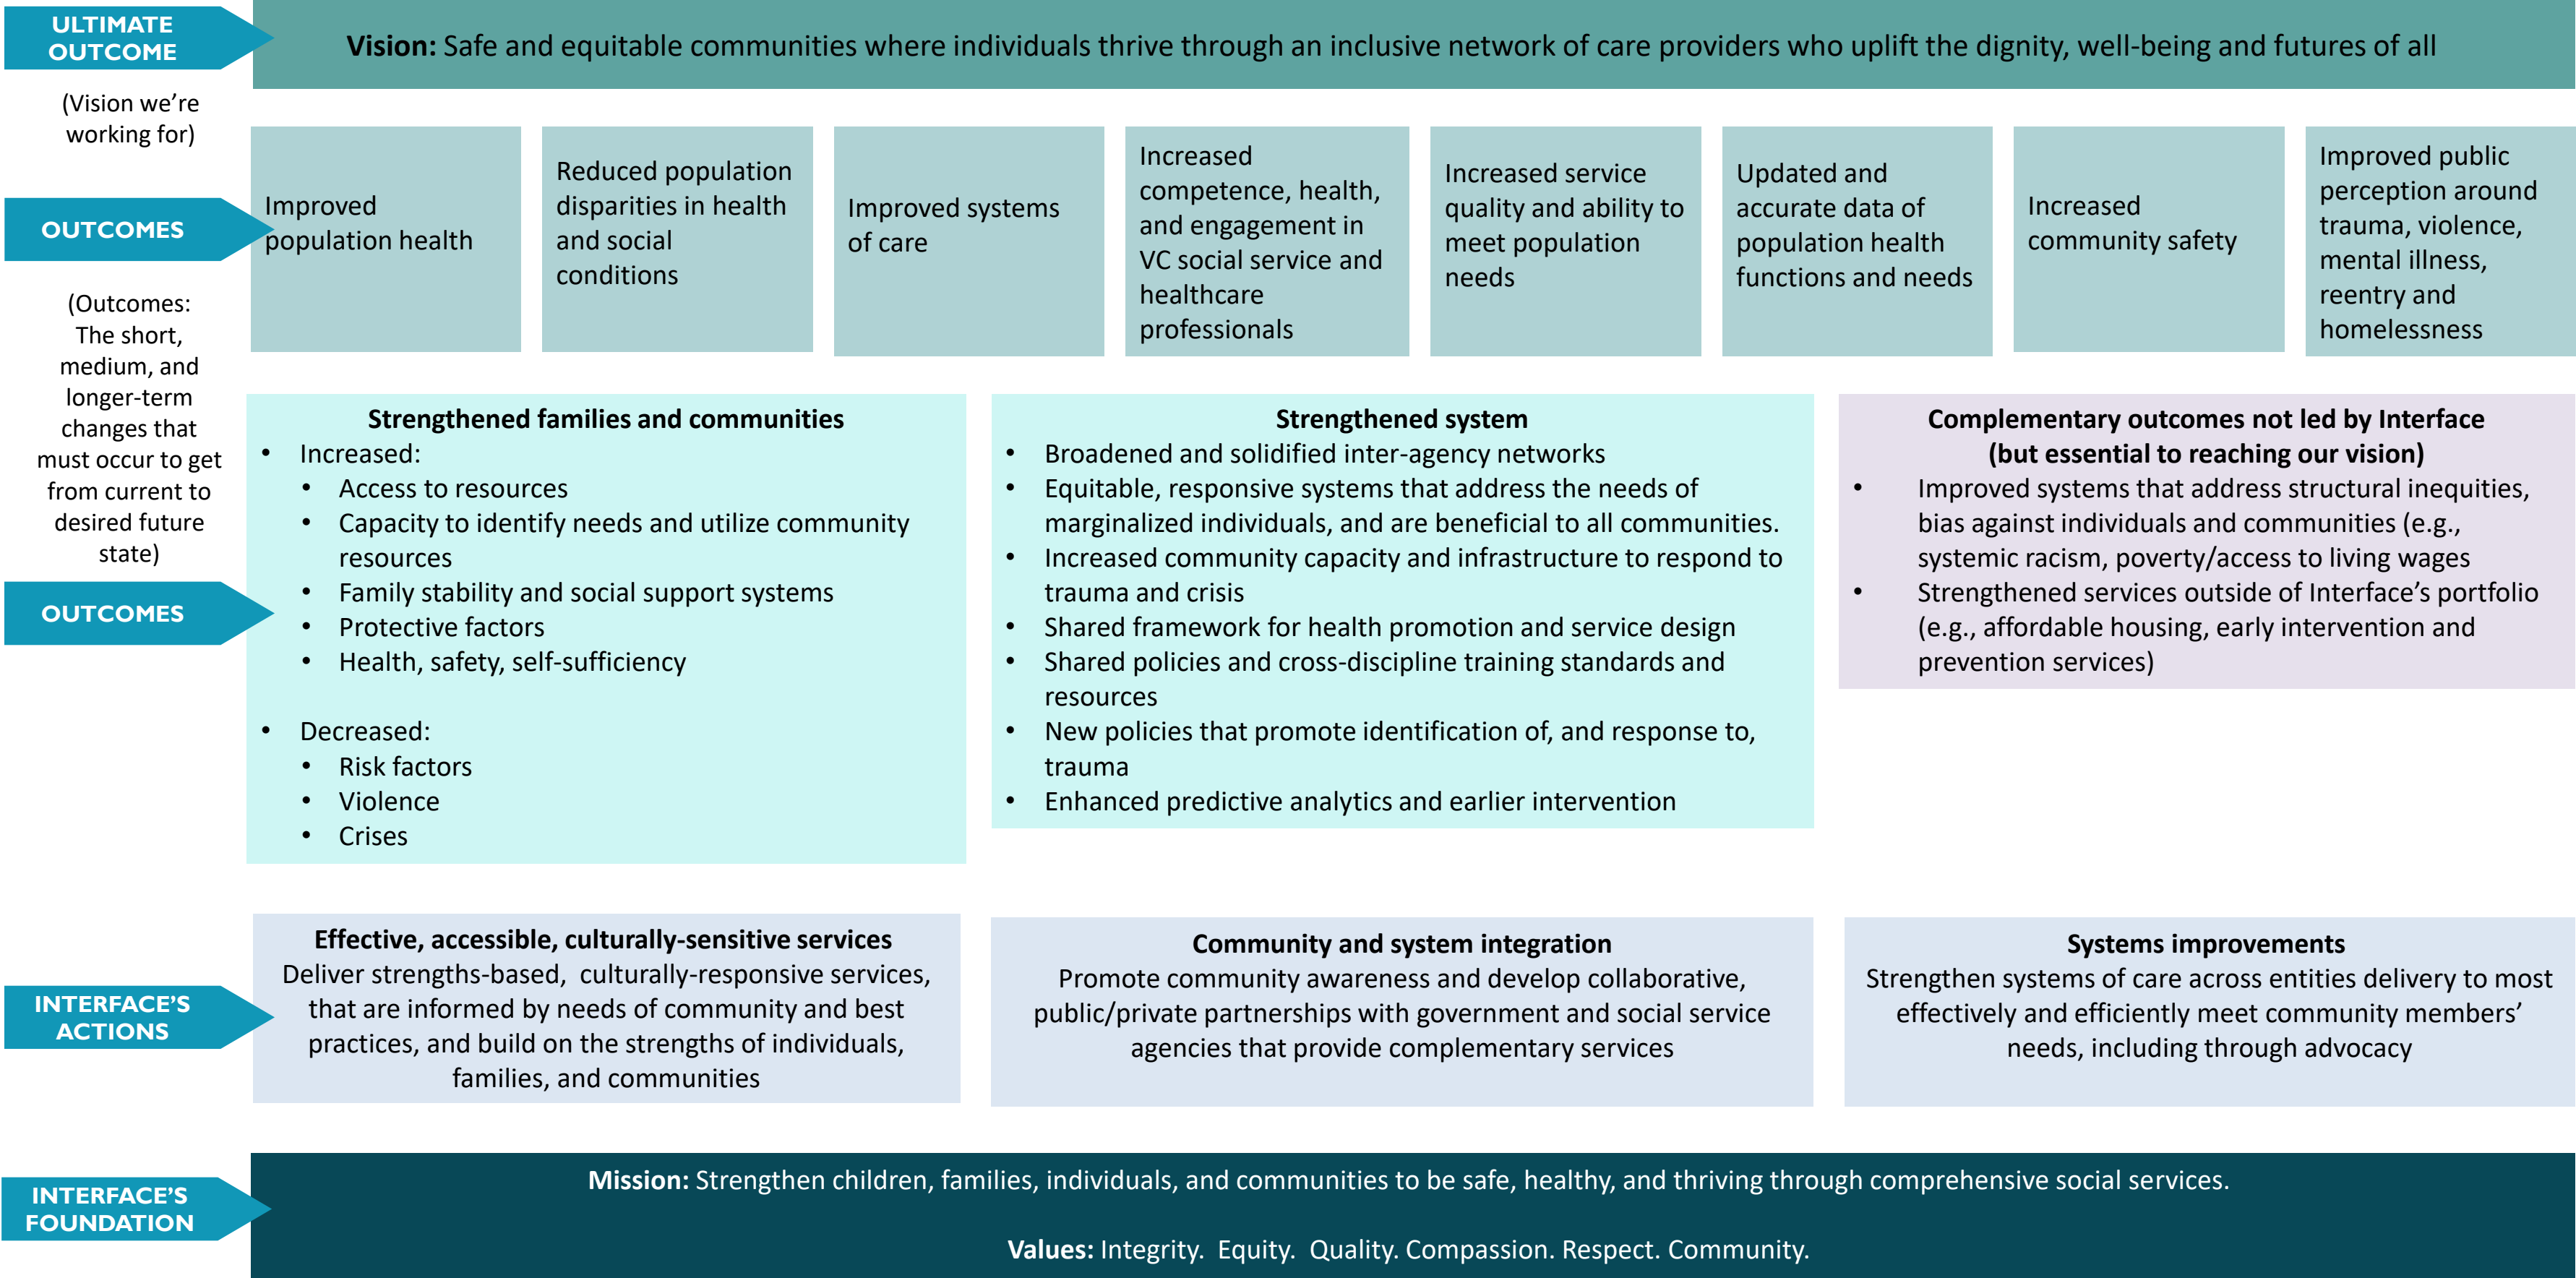 ULTIMATE
OUTCOME
Vision: Safe and equitable communities where individuals thrive through an inclusive network of care providers who uplift the dignity, well-being and futures of all
(Vision we’re
working for)
OUTCOMES
Improved
population health
Reduced population
disparities in health
and social
conditions
Improved systems
of care
Increased
competence, health,
and engagement in
VC social service and
healthcare
professionals
Increased service
quality and ability to
meet population
needs
Updated and
accurate data of
population health
functions and needs
Increased
community safety
Improved public
perception around
trauma, violence,
mental illness,
reentry and
homelessness
(Outcomes:
The short,
medium, and
longer-term
changes that
must occur to get
from current to
desired future
state)
OUTCOMES
Strengthened families and communities
• Increased:
• Access to resources
• Capacity to identify needs and utilize community
resources
• Family stability and social support systems
• Protective factors
• Health, safety, self-sufficiency
• Decreased:
• Risk factors
• Violence
• Crises
Strengthened system
• Broadened and solidified inter-agency networks
• Equitable, responsive systems that address the needs of
marginalized individuals, and are beneficial to all communities.
• Increased community capacity and infrastructure to respond to
trauma and crisis
• Shared framework for health promotion and service design
• Shared policies and cross-discipline training standards and
resources
• New policies that promote identification of, and response to,
trauma
• Enhanced predictive analytics and earlier intervention
Complementary outcomes not led by Interface
(but essential to reaching our vision)
• Improved systems that address structural inequities,
bias against individuals and communities (e.g.,
systemic racism, poverty/access to living wages
• Strengthened services outside of Interface’s portfolio
(e.g., affordable housing, early intervention and
prevention services)
INTERFACE’S
ACTIONS
Effective, accessible, culturally-sensitive services
Deliver strengths-based, culturally-responsive services,
that are informed by needs of community and best
practices, and build on the strengths of individuals,
families, and communities
Community and system integration
Promote community awareness and develop collaborative,
public/private partnerships with government and social service
agencies that provide complementary services
Systems improvements
Strengthen systems of care across entities delivery to most
effectively and efficiently meet community members’
needs, including through advocacy
INTERFACE’S
FOUNDATION
Mission: Strengthen children, families, individuals, and communities to be safe, healthy, and thriving through comprehensive social services.
Values: Integrity. Equity. Quality. Compassion. Respect. Community.